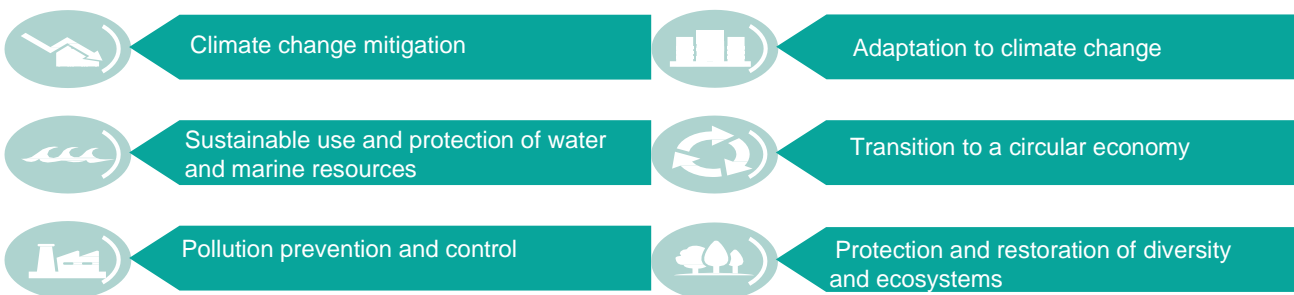 Climate change mitigation
Adaptation to climate change
Sustainable use and protection of water
and marine resources
Transition to a circular economy
Pollution prevention and control
Protection and restoration of diversity
and ecosystems